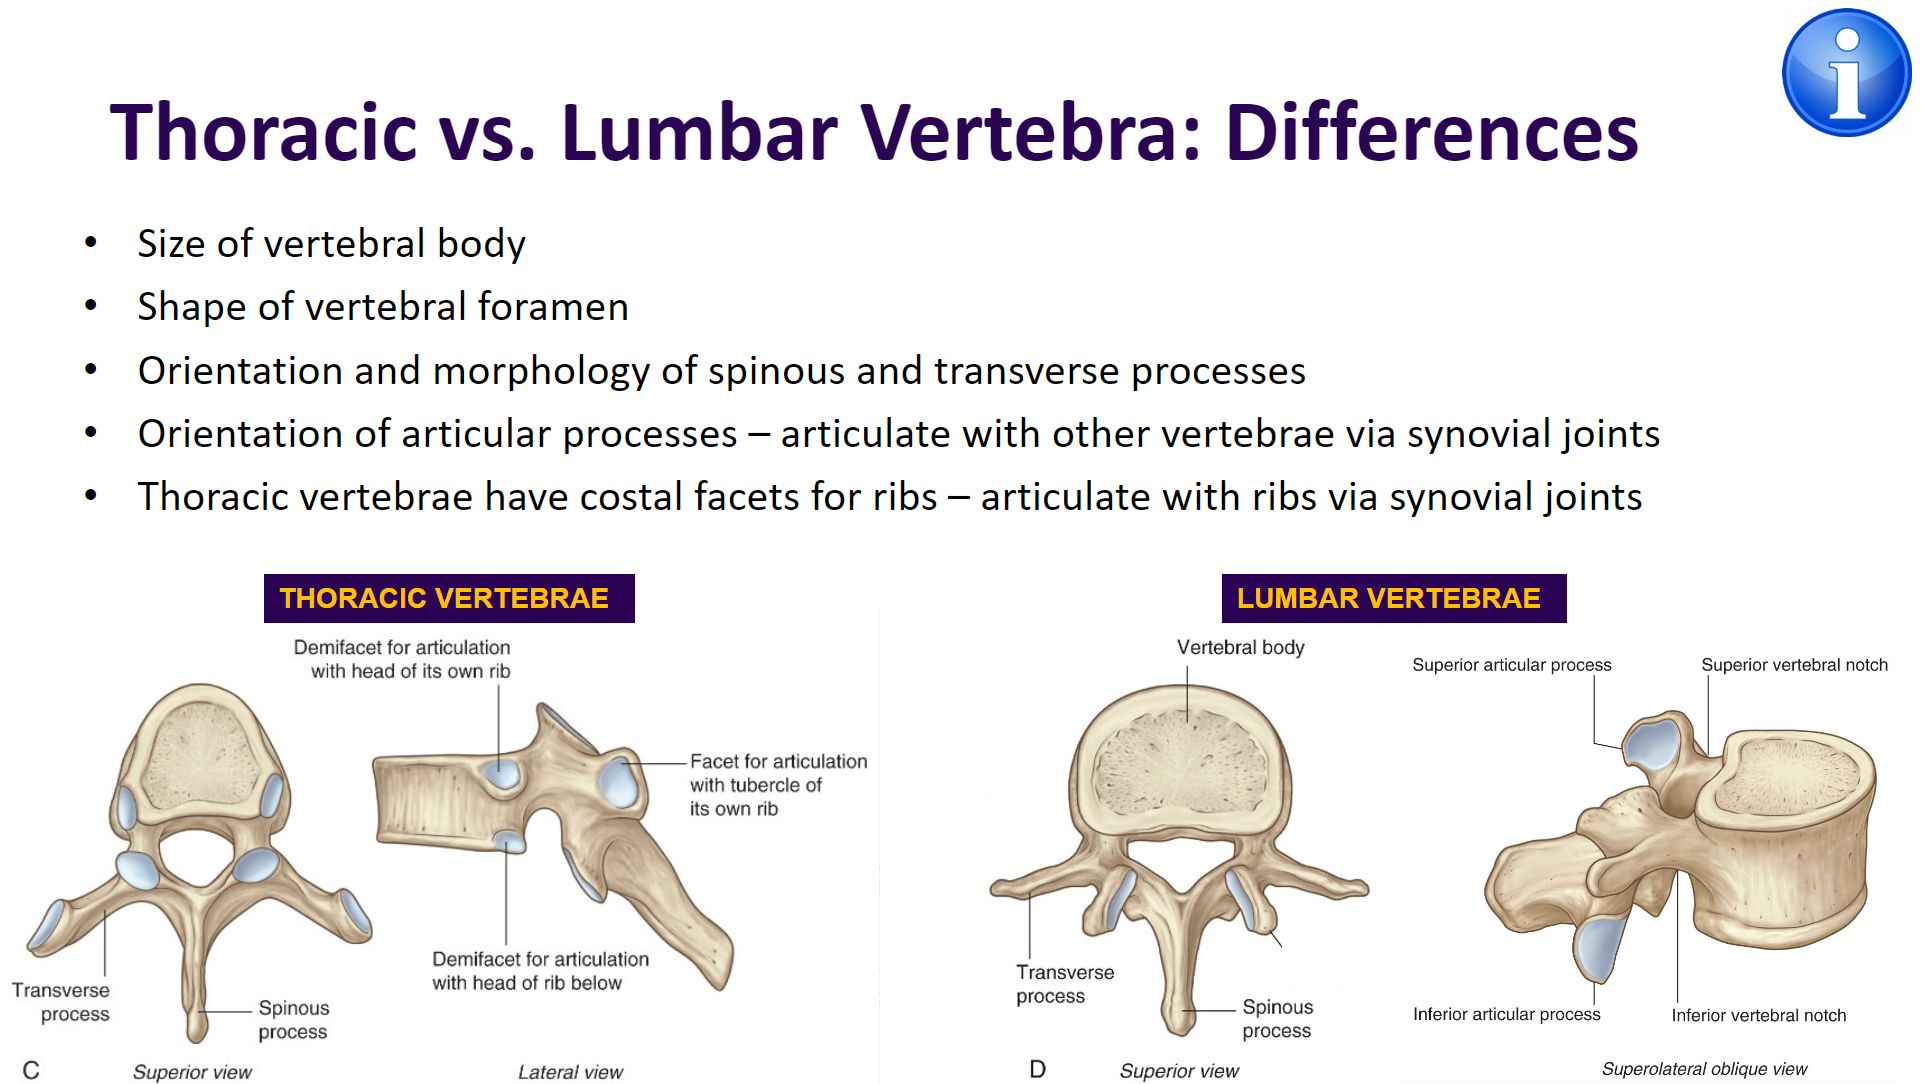 Thoracic vs. Lumbar Vertebra: Differences
• Size of vertebral body
• Shape of vertebral foramen
• Orientation and morphology of spinous and transverse processes
• Orientation of articular processes – articulate with other vertebrae via synovial joints
• Thoracic vertebrae have costal facets for ribs – articulate with ribs via synovial joints
THORACIC VERTEBRAE
Demifacet for articulation
with head of its own rib
Facet for articulation
with tubercle of
its own rib
Demifacet for articulation
with head of rib below
Transverse
process
Spinous
process
C
Superior view
Lateral view
LUMBAR VERTEBRAE
Vertebral body
Superior articular process
Superior vertebral notch
Transverse
process
Spinous
process
Inferior articular process
Inferior vertebral notch
D
Superior view
Superolateral oblique view